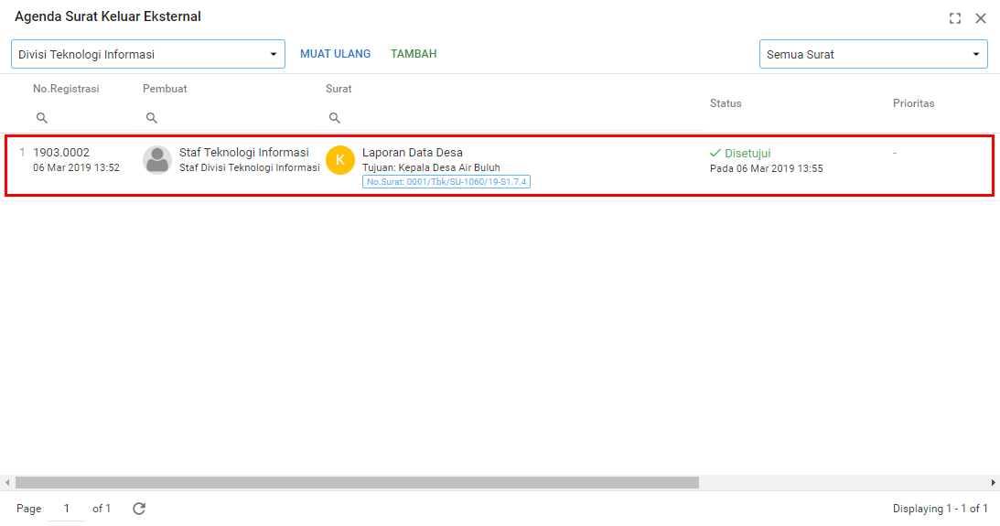 Agenda Surat Keluar Eksternal
Divisi Teknologi Informasi MUAT ULANG TAMBAH Semua Surat
No.Registrasi Pembuat Surat Status Prioritas
1 1903.0002 Staf Teknologi Informasi K Laporan Data Desa Disetujui -
06 Mar 2019 13:52 Staf Divisi Teknologi Informasi Tujuan: Kepala Desa Air Buluh Pada 06 Mar 2019 13:55
No.Surat: 0001/Tbk/SU-1060/19-S1.7.4
Page 1 of 1 Displaying 1 - 1 of 1